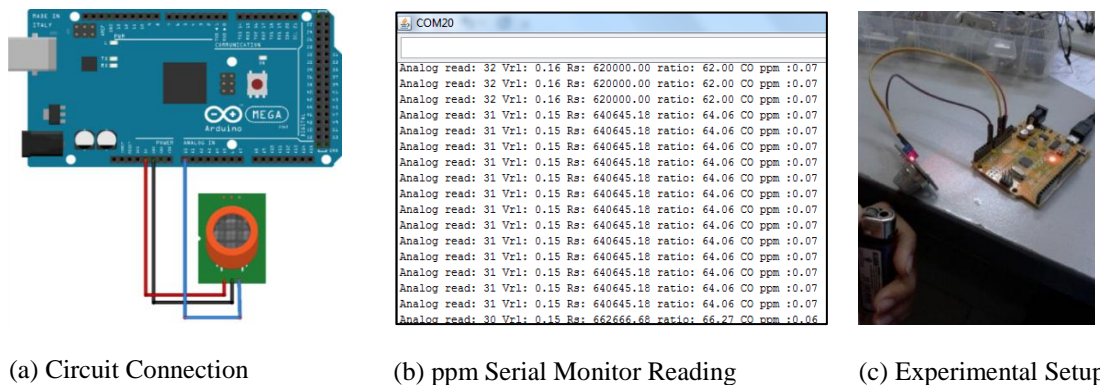 MADE IN
ITALY
PWM
COMMUNICATION
L
TX
RX
ON
MEGA
Arduino
DIGITAL
POWER
ANALOG IN
COM20
Analog read: 32 Vrl: 0.16 Rs: 620000.00 ratio: 62.00 CO ppm :0.07
Analog read: 32 Vrl: 0.16 Rs: 620000.00 ratio: 62.00 CO ppm :0.07
Analog read: 32 Vrl: 0.16 Rs: 620000.00 ratio: 62.00 CO ppm :0.07
Analog read: 31 Vrl: 0.15 Rs: 640645.18 ratio: 64.06 CO ppm :0.07
Analog read: 31 Vrl: 0.15 Rs: 640645.18 ratio: 64.06 CO ppm :0.07
Analog read: 31 Vrl: 0.15 Rs: 640645.18 ratio: 64.06 CO ppm :0.07
Analog read: 31 Vrl: 0.15 Rs: 640645.18 ratio: 64.06 CO ppm :0.07
Analog read: 31 Vrl: 0.15 Rs: 640645.18 ratio: 64.06 CO ppm :0.07
Analog read: 31 Vrl: 0.15 Rs: 640645.18 ratio: 64.06 CO ppm :0.07
Analog read: 31 Vrl: 0.15 Rs: 640645.18 ratio: 64.06 CO ppm :0.07
Analog read: 31 Vrl: 0.15 Rs: 640645.18 ratio: 64.06 CO ppm :0.07
Analog read: 31 Vrl: 0.15 Rs: 640645.18 ratio: 64.06 CO ppm :0.07
Analog read: 31 Vrl: 0.15 Rs: 640645.18 ratio: 64.06 CO ppm :0.07
Analog read: 31 Vrl: 0.15 Rs: 640645.18 ratio: 64.06 CO ppm :0.07
Analog read: 31 Vrl: 0.15 Rs: 640645.18 ratio: 64.06 CO ppm :0.07
Analog read: 31 Vrl: 0.15 Rs: 640645.18 ratio: 64.06 CO ppm :0.07
Analog read: 30 Vrl: 0.15 Rs: 662666.68 ratio: 66.27 CO ppm :0.06
(a) Circuit Connection
(b) ppm Serial Monitor Reading
(c) Experimental Setup